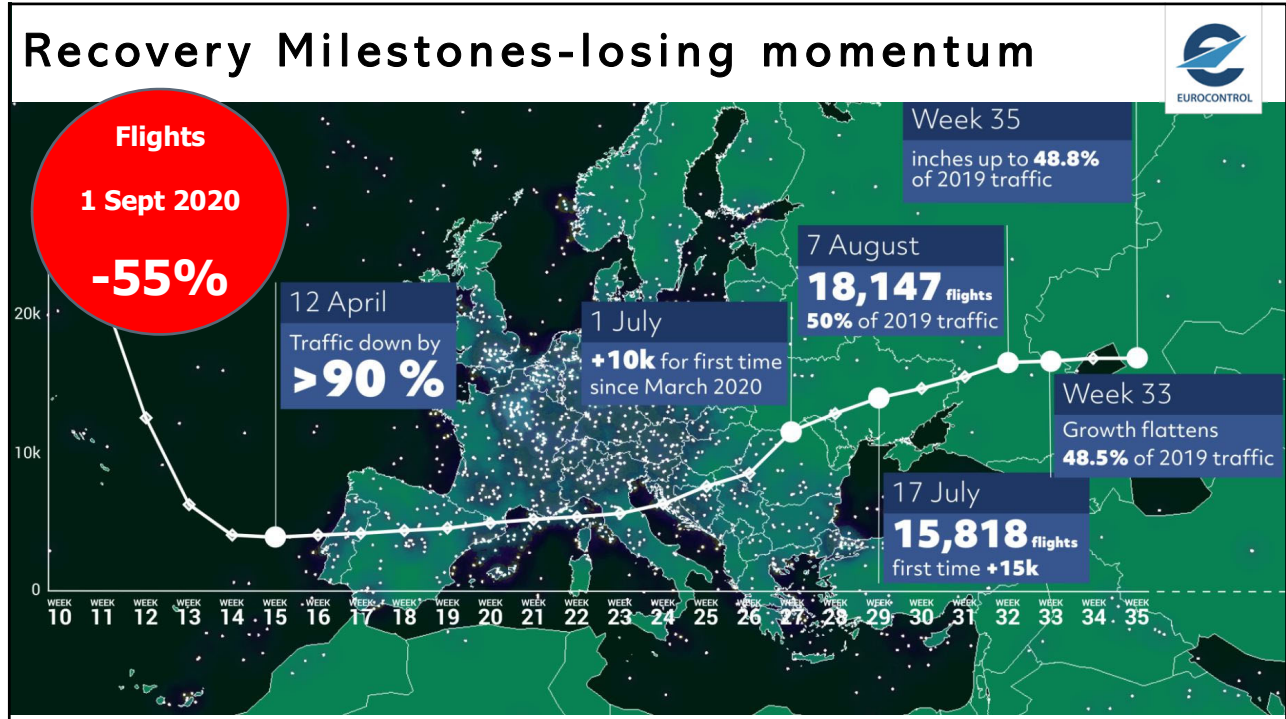 Recovery Milestones-losing momentum
EUROCONTROL
Flights
1 Sept 2020
-55%
Week 35
inches up to 48.8%
of 2019 traffic
7 August
18,147 flights
50% of 2019 traffic
12 April
Traffic down by
>90 %
1 July
+10k for first time
since March 2020
Week 33
Growth flattens
48.5% of 2019 traffic
17 July
15,818 flights
first time +15k
20k
10k
0
WEEK WEEK WEEK WEEK WEEK WEEK WEEK WEEK WEEK WEEK WEEK WEEK WEEK WEEK WEEK WEEK WEEK WEEK WEEK WEEK WEEK WEEK WEEK WEEK WEEK WEEK
10 11 12 13 14 15 16 17 18 19 20 21 22 23 24 25 26 27 28 29 30 31 32 33 34 35